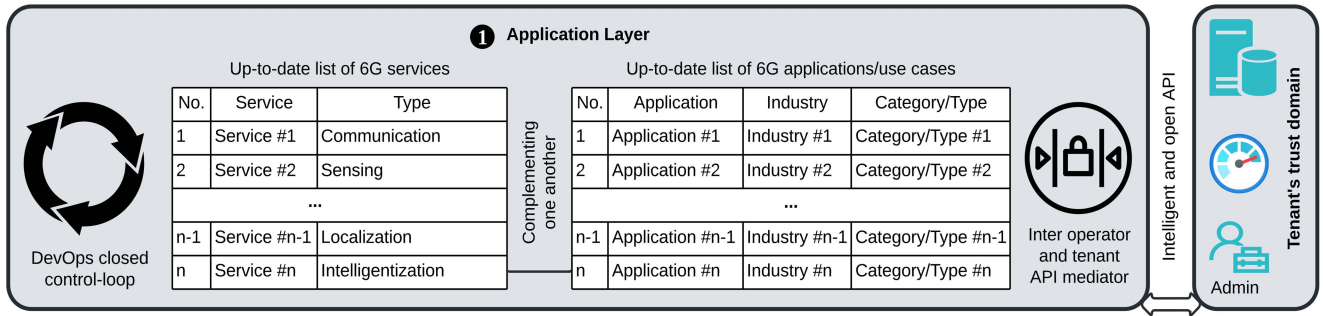 1 Application Layer
Up-to-date list of 6G services
No. Service Type
1 Service #1 Communication
2 Service #2 Sensing
...
n-1 Service #n-1 Localization
n Service #n Intelligentization
DevOps closed
control-loop
Complementing
one another
Up-to-date list of 6G applications/use cases
No. Application Industry Category/Type
1 Application #1 Industry #1 Category/Type #1
2 Application #2 Industry #2 Category/Type #2
...
n-1 Application #n-1 Industry #n-1 Category/Type #n-1
n Application #n Industry #n Category/Type #n
Inter operator
and tenant
API mediator
Intelligent and open API
Tenant's trust domain
Admin